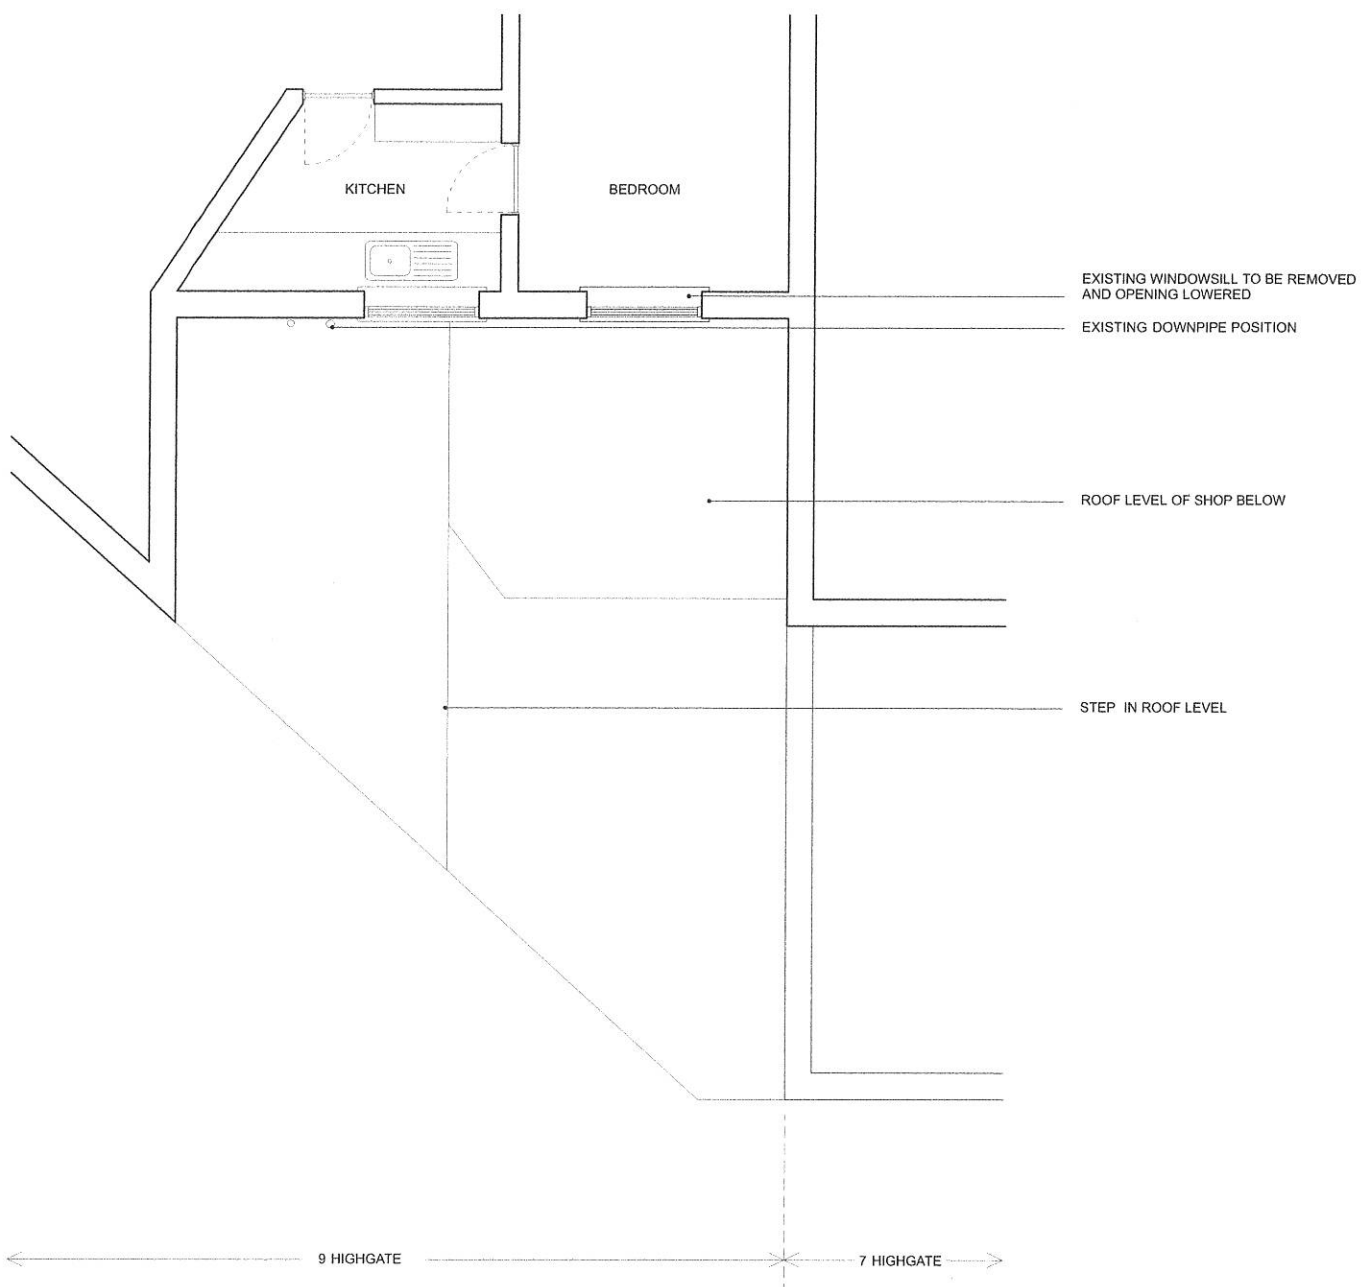 KITCHEN
BEDROOM
EXISTING WINDOWSILL TO BE REMOVED
AND OPENING LOWERED
EXISTING DOWNPIPE POSITION
ROOF LEVEL OF SHOP BELOW
STEP IN ROOF LEVEL
9 HIGHGATE
7 HIGHGATE